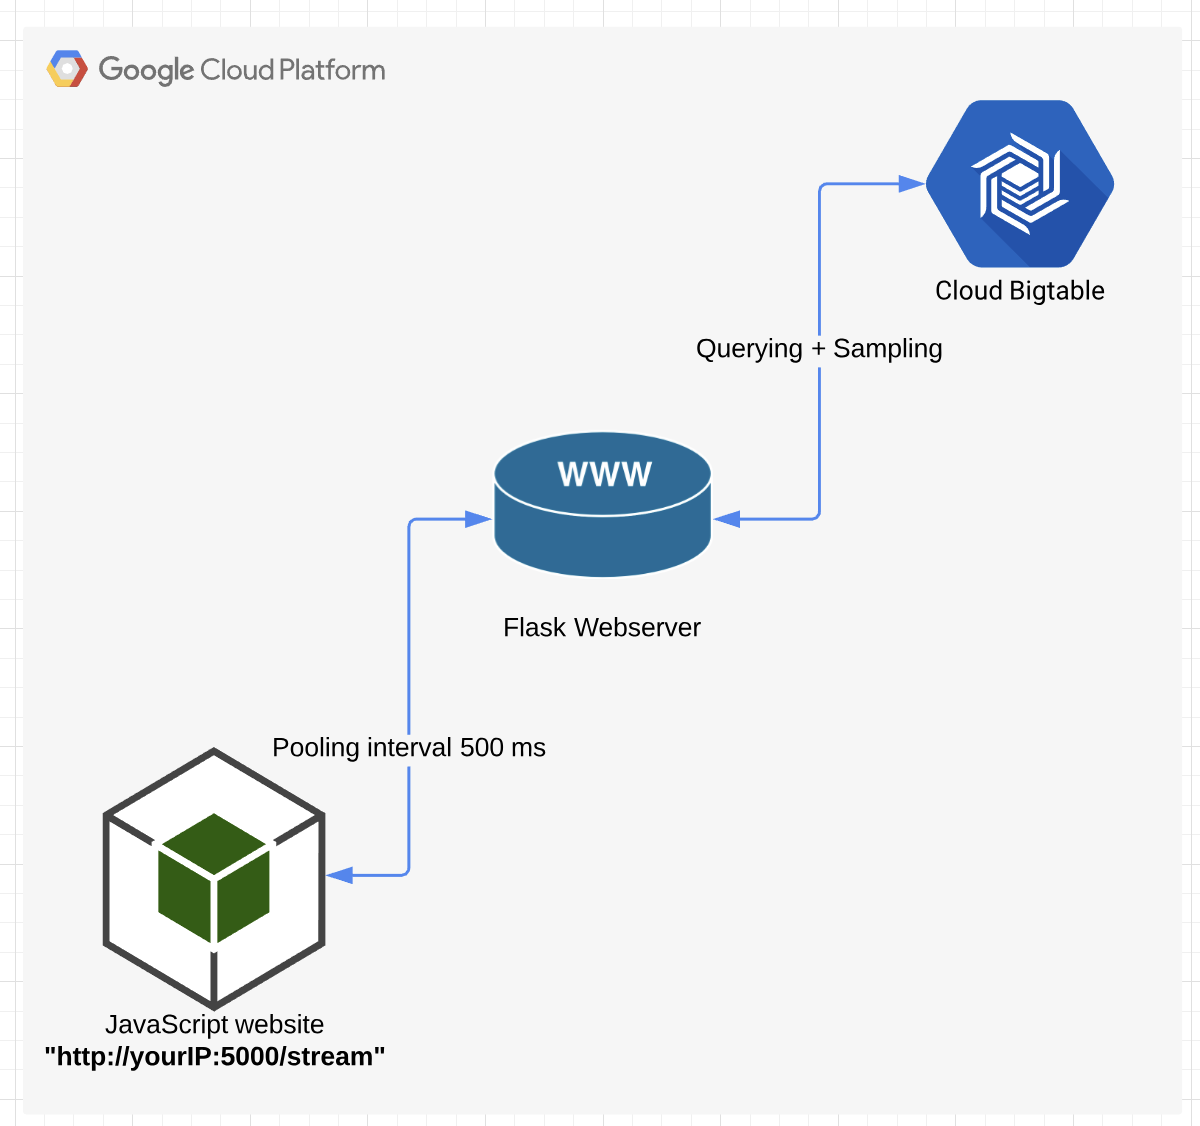 Google Cloud Platform
Cloud Bigtable
Querying + Sampling
WWW
Flask Webserver
Pooling interval 500 ms
JavaScript website
"http://yourIP:5000/stream"